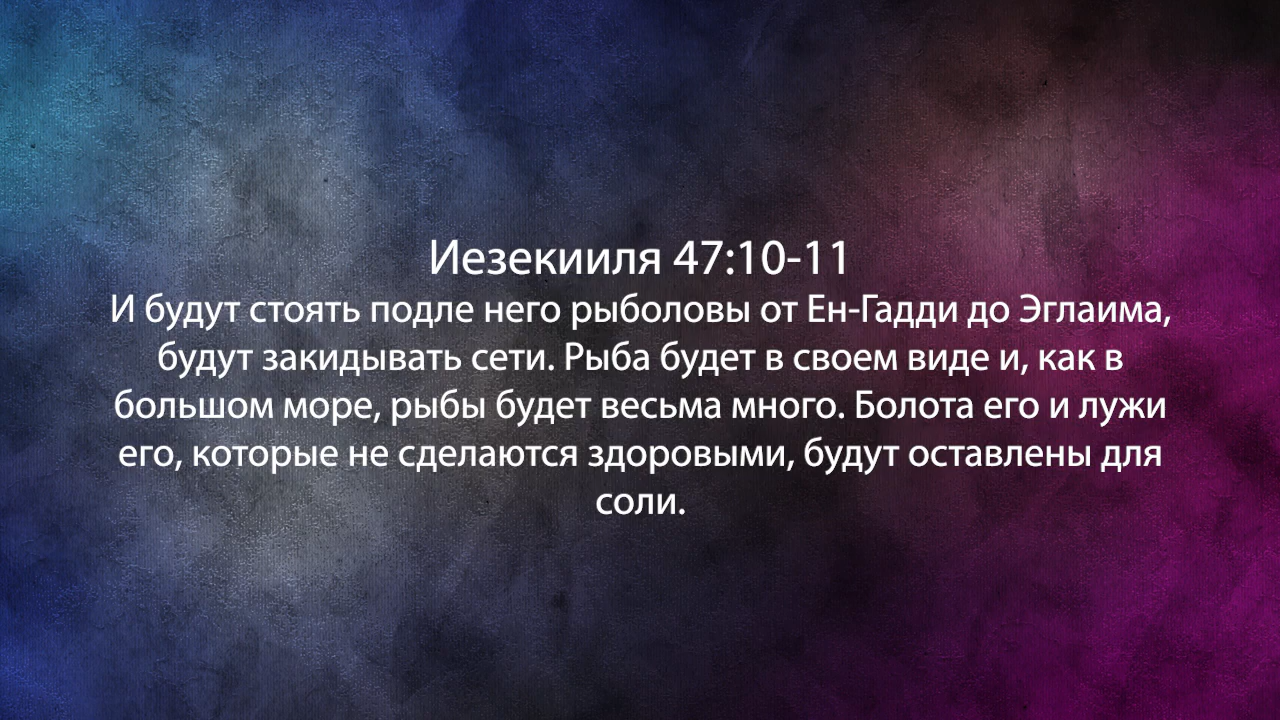 Иезекииля 47:10-11
И будут стоять подле него рыболовы от Ен-Гадди до Эглаима,
будут закидывать сети. Рыба будет в своем виде и, как в
большом море, рыбы будет весьма много. Болота его и лужи
его, которые не сделаются здоровыми, будут оставлены для
соли.